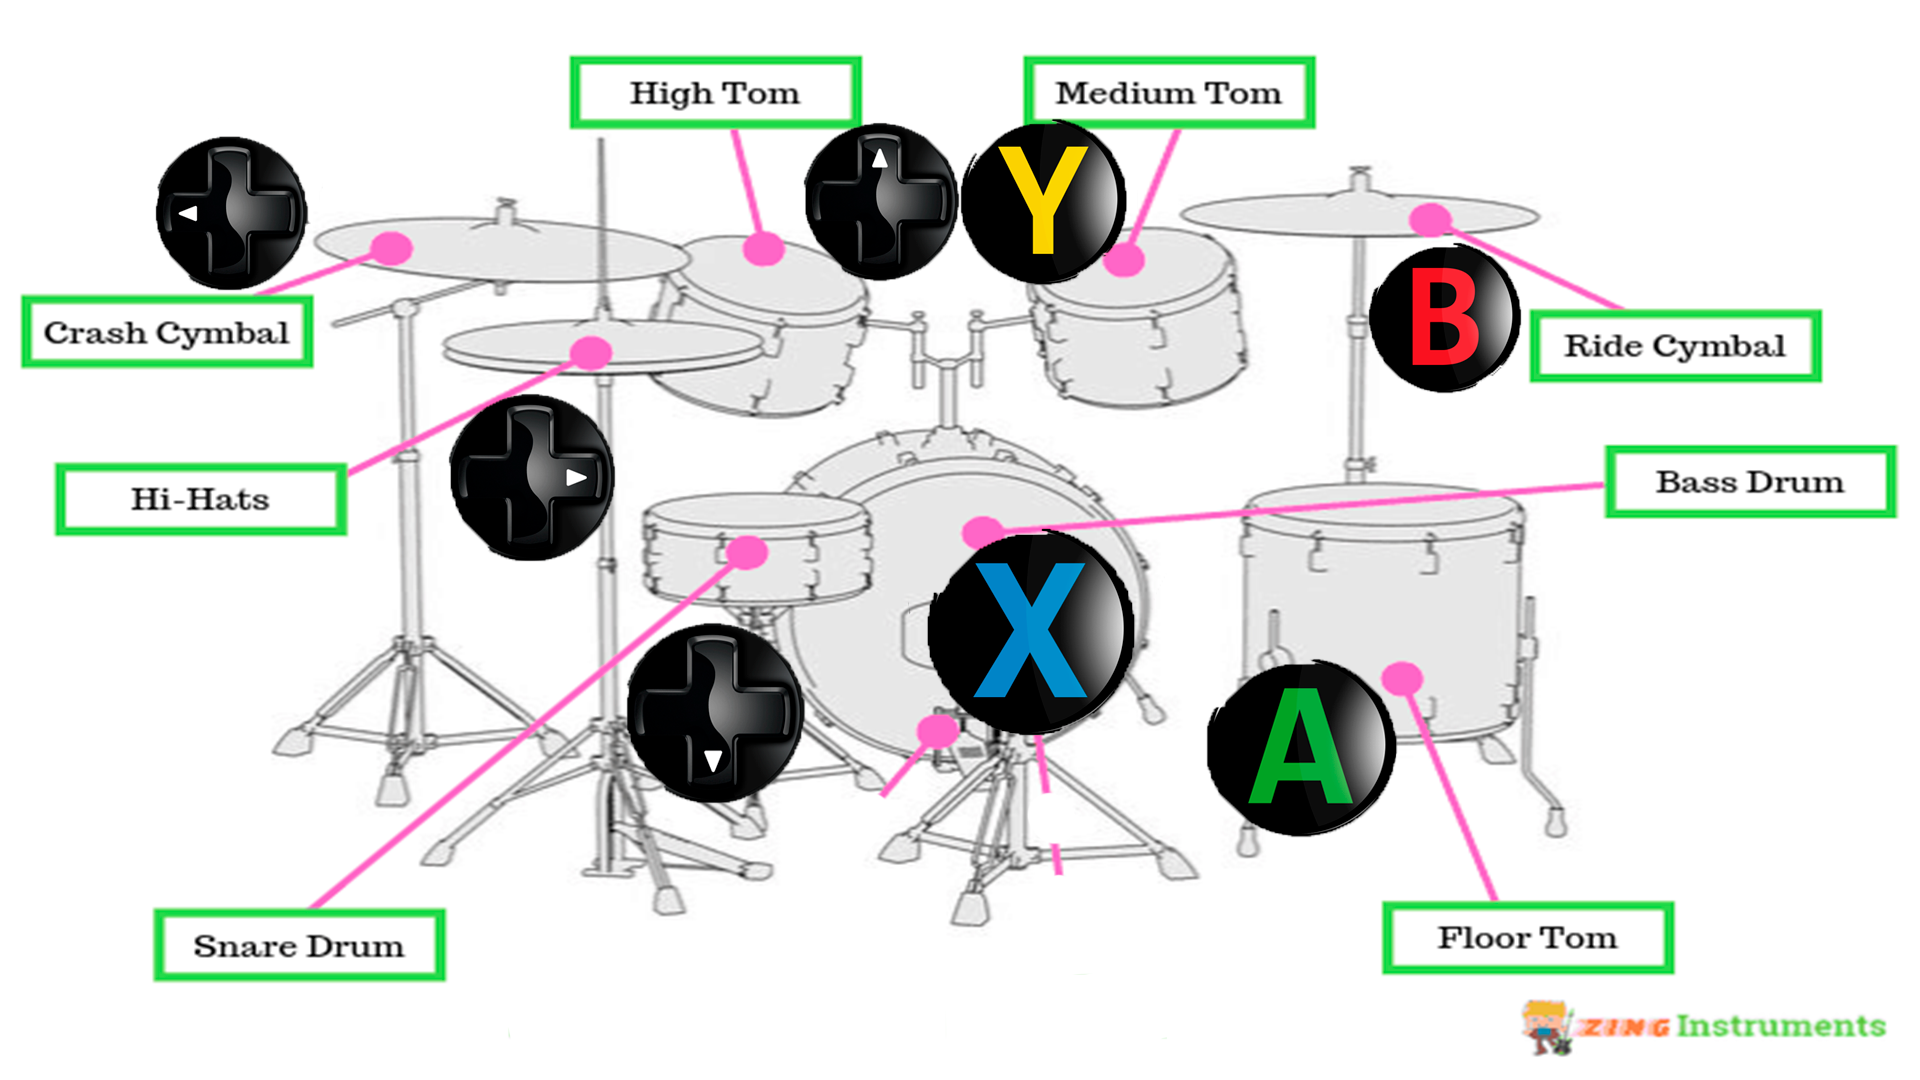 High Tom
Medium Tom
Y
B
Crash Cymbal
Ride Cymbal
Hi-Hats
Bass Drum
X
A
Snare Drum
Floor Tom
ZING Instruments